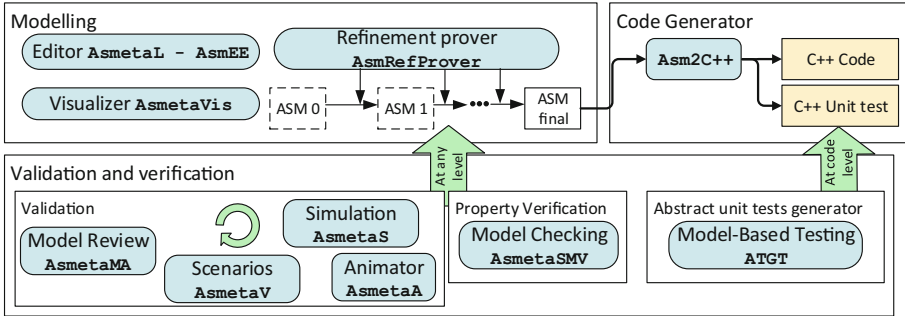 Modelling
Editor AsmetaL - AsmEE
Visualizer AsmetaVis
Refinement prover
AsmRefProver
ASM 0
ASM 1
•••
ASM
final
Code Generator
Asm2C++
C++ Code
C++ Unit test
At any
level
At code
level
Validation and verification
Validation
Model Review
AsmetaMA
Scenarios
AsmetaV
Simulation
AsmetaS
Animator
AsmetaA
Property Verification
Model Checking
AsmetaSMV
Abstract unit tests generator
Model-Based Testing
ATGT